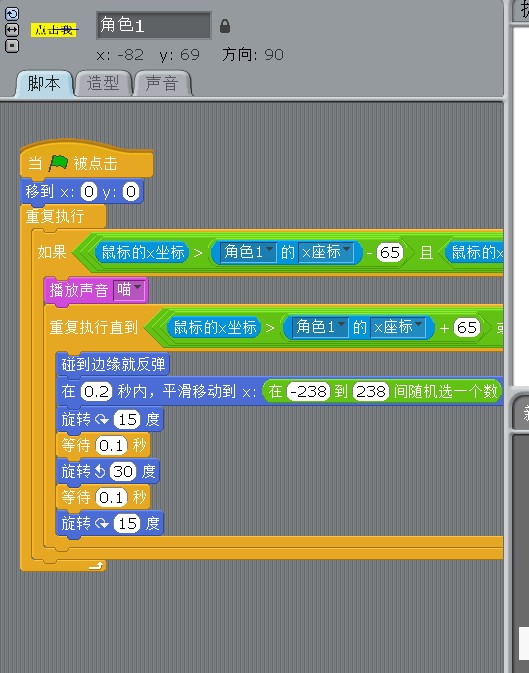 点击我
角色1
x: -82 y: 69 方向: 90
脚本 造型 声音
当 被点击
移到 x: 0 y: 0
重复执行
如果 鼠标的x坐标 > 角色1 的 x座标 - 65 且 鼠标的x
播放声音 喵
重复执行直到 鼠标的x坐标 > 角色1 的 x座标 + 65 或
碰到边缘就反弹
在 0.2 秒内，平滑移动到 x: 在 -238 到 238 间随机选一个数
旋转 15 度
等待 0.1 秒
旋转 30 度
等待 0.1 秒
旋转 15 度